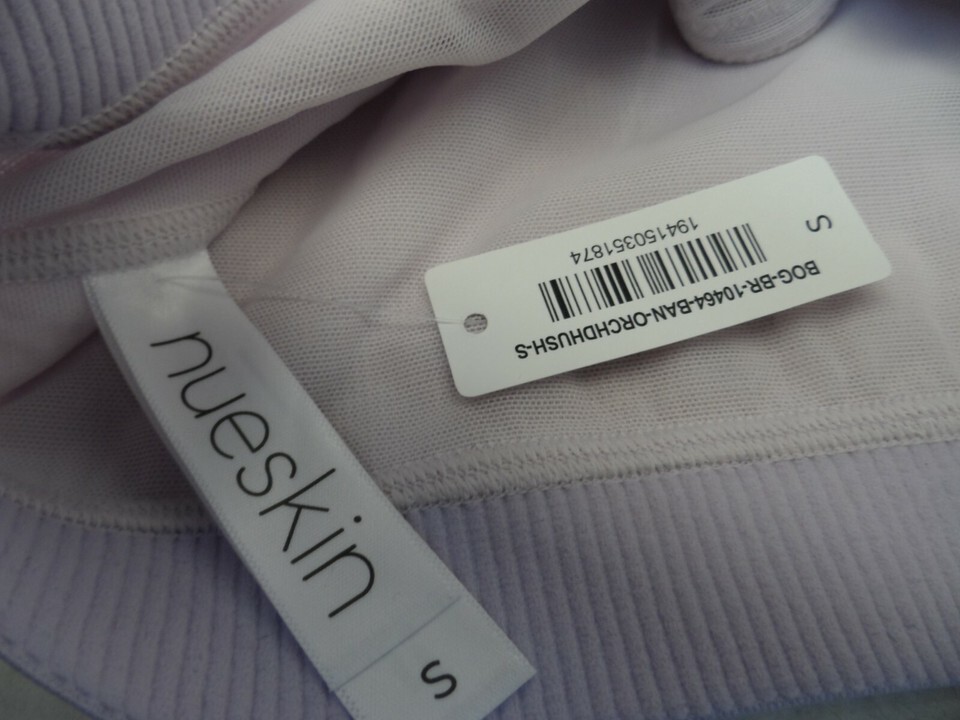 nueskin
S
S
194150351874
BOG-BR-10464-BAN-ORCHDHUSH-S